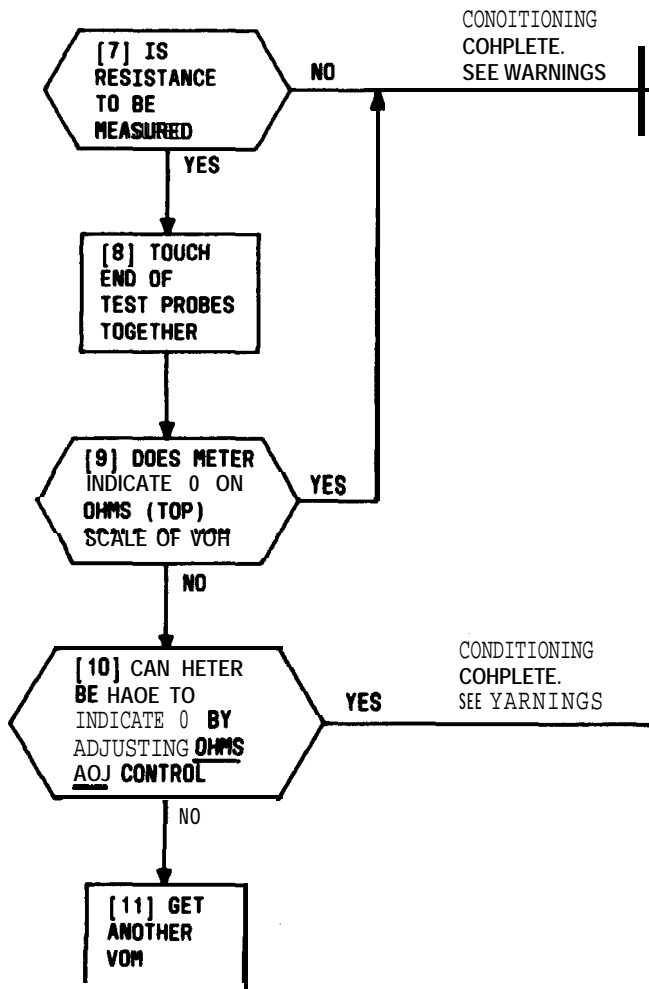 [7] IS
RESISTANCE
TO BE
MEASURED
NO
CONOITIONING
COHPLETE.
SEE WARNINGS
YES
[8] TOUCH
END OF
TEST PROBES
TOGETHER
[9] DOES METER
INDICATE 0 ON
OHMS (TOP)
SCALE OF VOH
YES
NO
[10] CAN HETER
BE HAOE TO
INDICATE 0 BY
ADJUSTING OHMS
AOJ CONTROL
YES
CONDITIONING
COHPLETE.
SEE YARNINGS
NO
[11] GET
ANOTHER
VOM